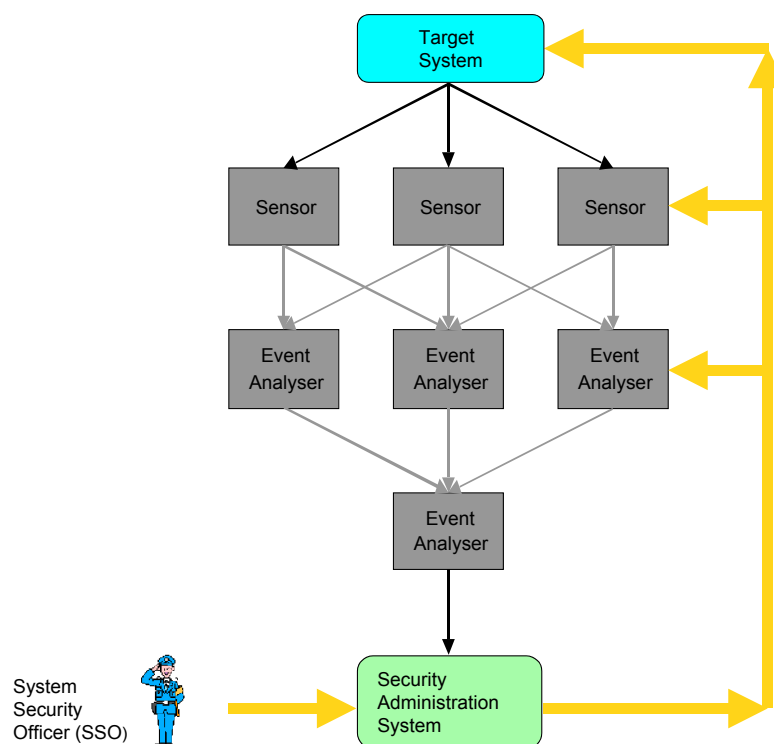 Target
System
Sensor
Sensor
Sensor
Event
Analyser
Event
Analyser
Event
Analyser
Event
Analyser
System
Security
Officer (SSO)
Security
Administration
System